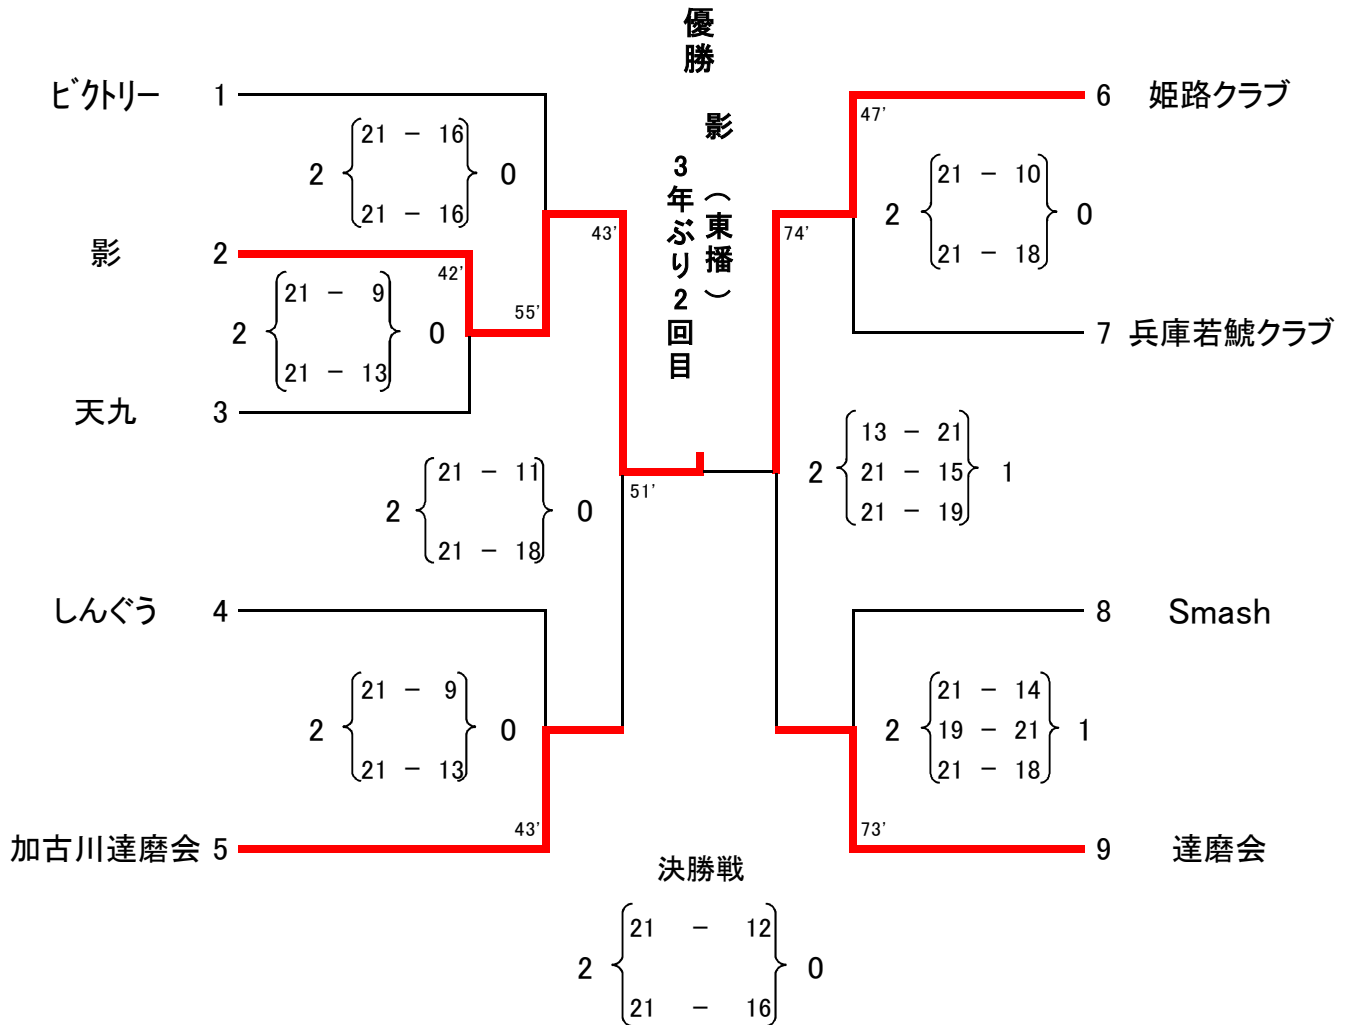 優勝
影（東播）
3年ぶり2回目
ビクトリー 1
2 21 － 16 0
21 － 16
影 2
42'
2 21 － 9 0
21 － 13
55'
天九 3
43'
2 21 － 11 0
21 － 18
51'
しんぐう 4
2 21 － 9 0
21 － 13
43'
加古川達磨会 5
6 姫路クラブ
47'
2 21 － 10 0
21 － 18
74'
7 兵庫若鯱クラブ
13 － 21
2 21 － 15 1
21 － 19
8 Smash
21 － 14
2 19 － 21 1
21 － 18
73'
9 達磨会
決勝戦
2 21 － 12 0
21 － 16